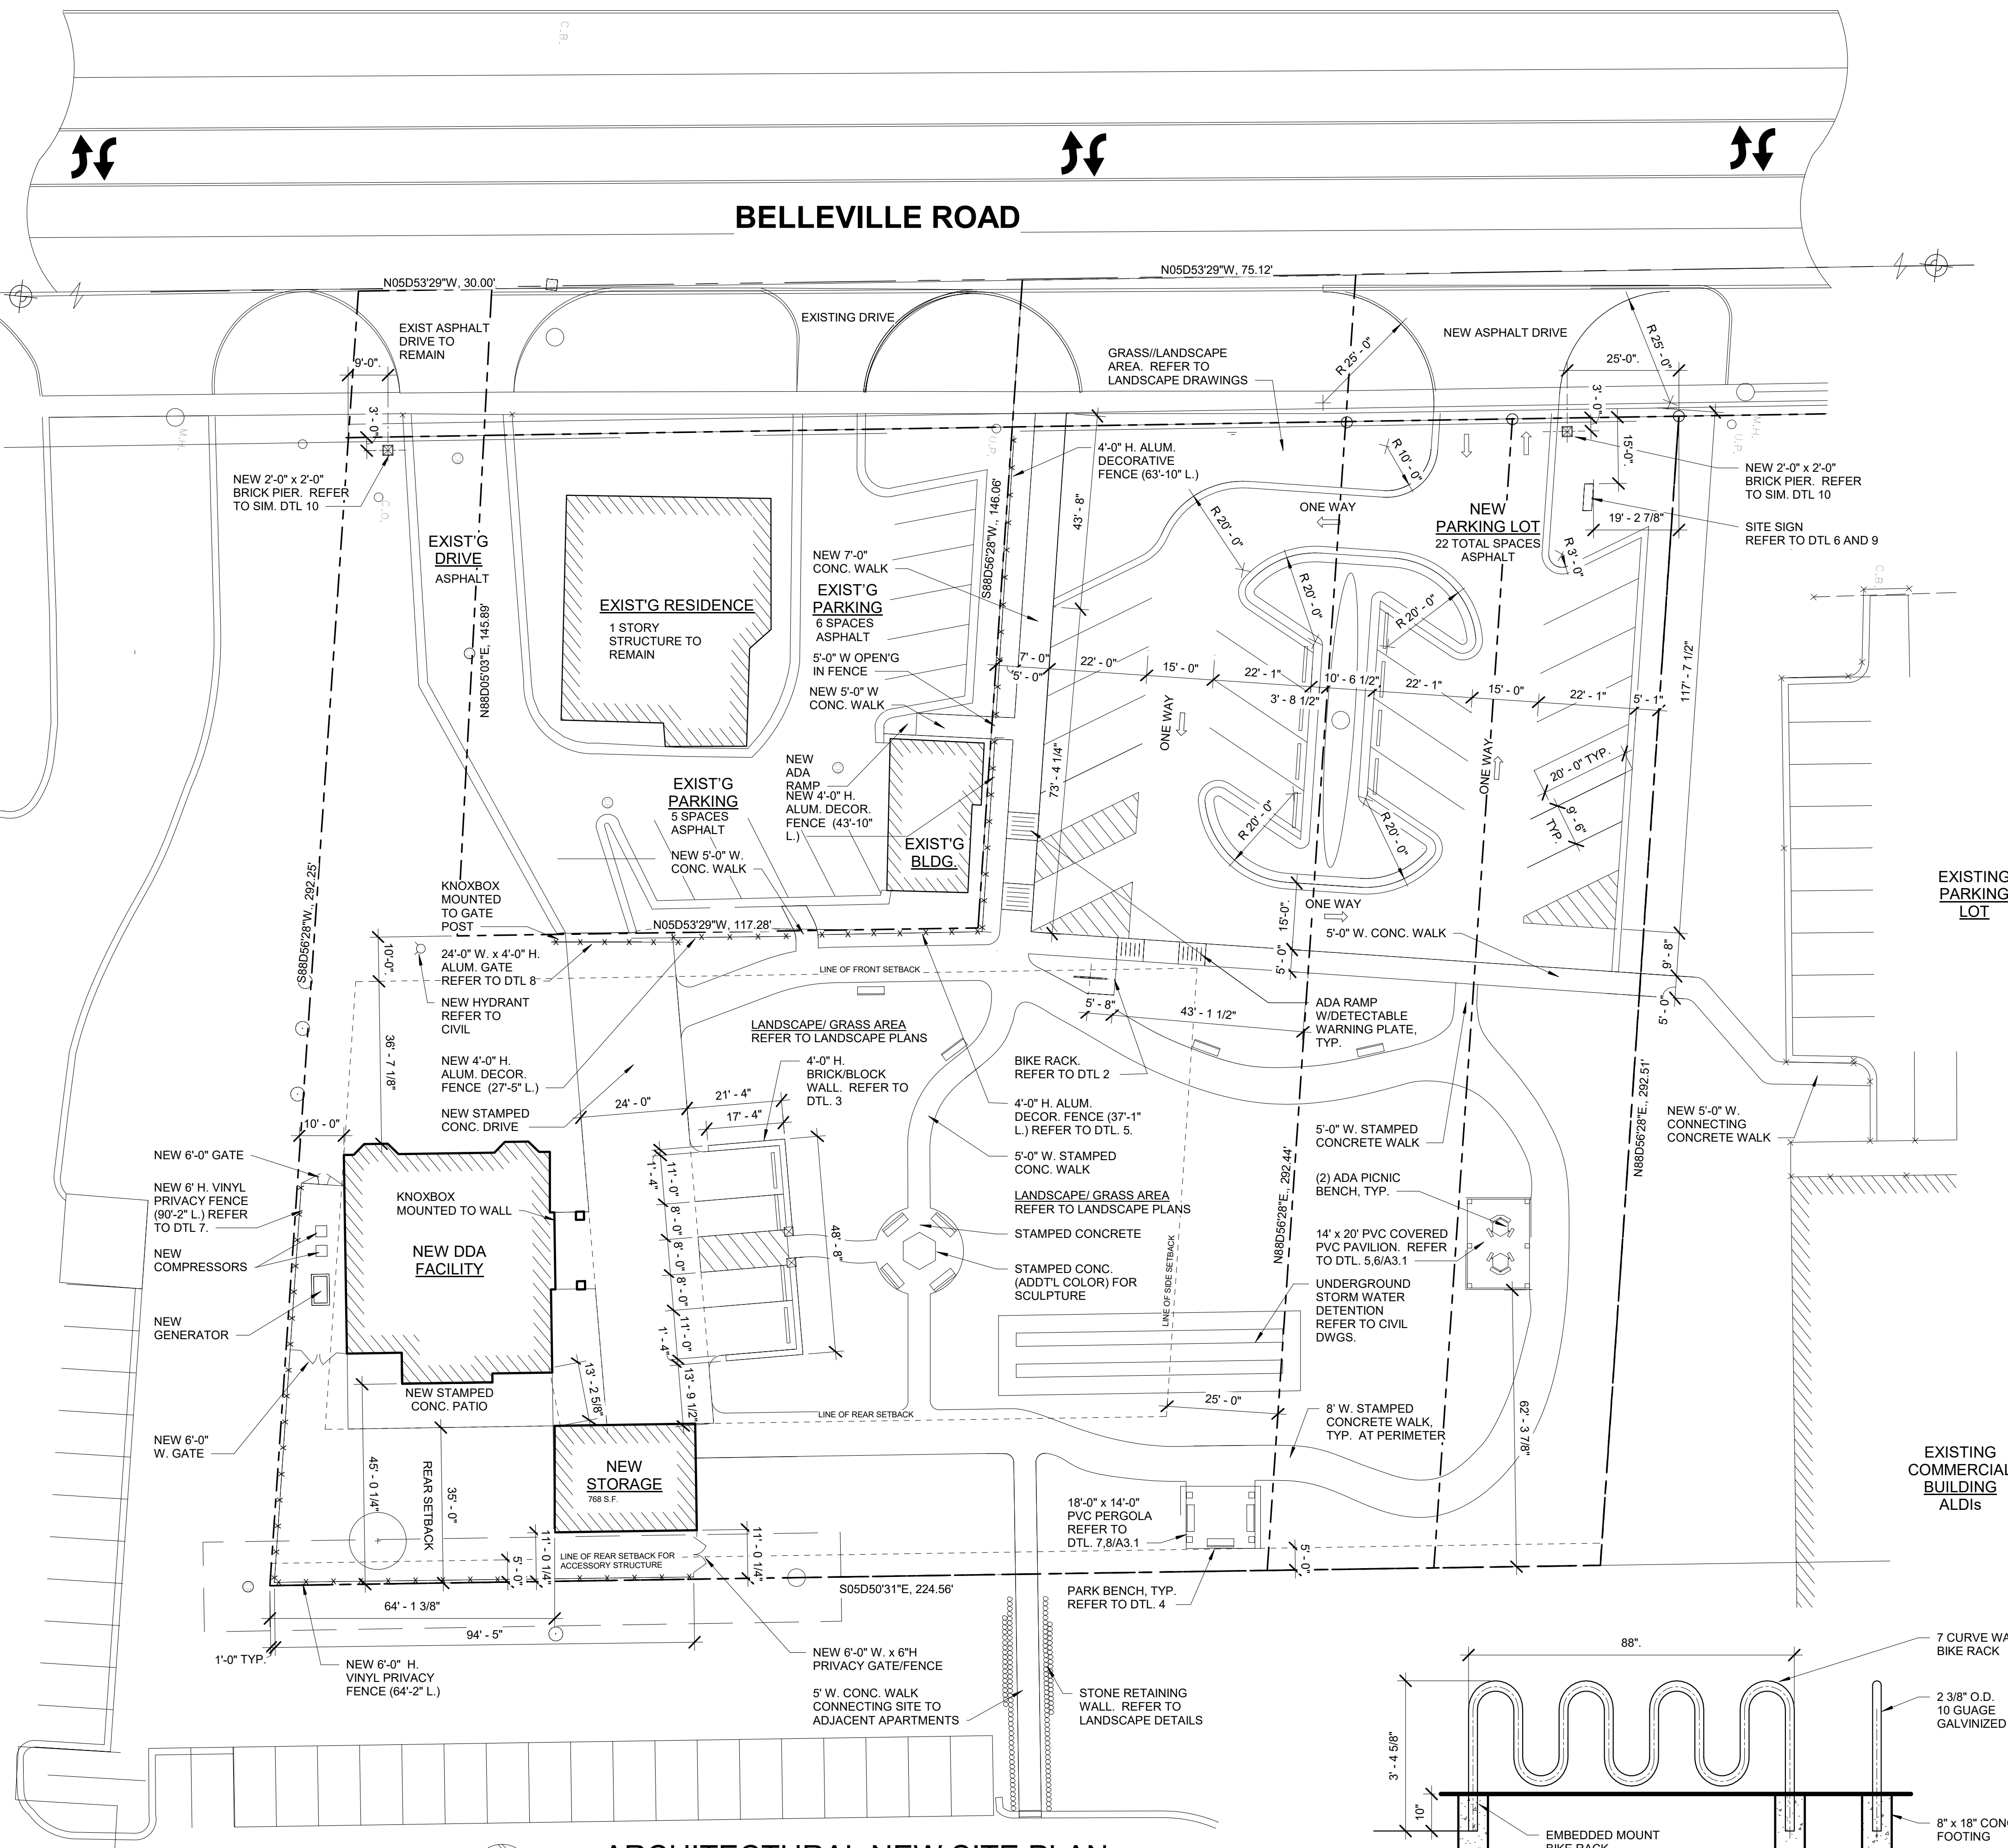 C.B.
BELLEVILLE ROAD
N05D53'29"W, 30.00'
N05D53'29"W, 75.12'
EXIST ASPHALT
DRIVE TO
REMAIN
EXISTING DRIVE
NEW ASPHALT DRIVE
GRASS//LANDSCAPE
AREA. REFER TO
LANDSCAPE DRAWINGS
R 25' - 0"
R 25' - 0"
25'-0".
9'-0".
3' - 0"
3' - 0"
15'-0".
M.H.
U.P.
U.P.
M.H.
C.O.
NEW 2'-0" x 2'-0"
BRICK PIER. REFER
TO SIM. DTL 10
4'-0" H. ALUM.
DECORATIVE
FENCE (63'-10" L.)
R 10' - 0"
NEW 2'-0" x 2'-0"
BRICK PIER. REFER
TO SIM. DTL 10
SITE SIGN
REFER TO DTL 6 AND 9
19' - 2 7/8"
R 3' - 0"
EXIST'G
DRIVE
ASPHALT
EXIST'G RESIDENCE
1 STORY
STRUCTURE TO
REMAIN
NEW 7'-0"
CONC. WALK
EXIST'G
PARKING
6 SPACES
ASPHALT
5'-0" W OPEN'G
IN FENCE
NEW 5'-0" W
CONC. WALK
S88D56'28"W., 146.06'
43' - 8"
R 20' - 0"
ONE WAY
NEW
PARKING LOT
22 TOTAL SPACES
ASPHALT
R 20' - 0"
R 20' - 0"
C.B.
N88D05'03"E, 145.89'
7' - 0"
5' - 0"
22' - 0"
15' - 0"
22' - 1"
3' - 8 1/2"
10' - 6 1/2"
22' - 1"
15' - 0"
22' - 1"
5' - 1"
117' - 7 1/2"
ONE WAY
ONE WAY
20' - 0" TYP.
9' - 6"
TYP.
73' - 4 1/4"
NEW
ADA
RAMP
NEW 4'-0" H.
ALUM. DECOR.
FENCE (43'-10"
L.)
EXIST'G
PARKING
5 SPACES
ASPHALT
NEW 5'-0" W.
CONC. WALK
EXIST'G
BLDG.
R 20' - 0"
R 20' - 0"
ONE WAY
EXISTING
PARKING
LOT
S88D56'28"W., 292.25'
KNOXBOX
MOUNTED
TO GATE
POST
N05D53'29"W, 117.28'
15'-0".
5' - 0"
5'-0" W. CONC. WALK
9' - 8"
5' - 0"
10'-0".
24'-0" W. x 4'-0" H.
ALUM. GATE
REFER TO DTL 8
NEW HYDRANT
REFER TO
CIVIL
LINE OF FRONT SETBACK
5' - 8"
43' - 1 1/2"
ADA RAMP
W/DETECTABLE
WARNING PLATE,
TYP.
36' - 7 1/8"
LANDSCAPE/ GRASS AREA
REFER TO LANDSCAPE PLANS
NEW 4'-0" H.
ALUM. DECOR.
FENCE (27'-5" L.)
4'-0" H.
BRICK/BLOCK
WALL. REFER TO
DTL. 3
BIKE RACK.
REFER TO DTL 2
NEW STAMPED
CONC. DRIVE
24' - 0"
21' - 4"
17' - 4"
4'-0" H. ALUM.
DECOR. FENCE (37'-1"
L.) REFER TO DTL. 5.
NEW 5'-0" W.
CONNECTING
CONCRETE WALK
10' - 0"
NEW 6'-0" GATE
5'-0" W. STAMPED
CONC. WALK
5'-0" W. STAMPED
CONCRETE WALK
N88D56'28"E., 292.44'
N88D56'28"E., 292.51'
NEW 6' H. VINYL
PRIVACY FENCE
(90'-2" L.) REFER
TO DTL 7.
KNOXBOX
MOUNTED TO WALL
1' - 4"
11' - 0"
8' - 0"
8' - 0"
8' - 0"
11' - 0"
1' - 4"
48' - 8"
LANDSCAPE/ GRASS AREA
REFER TO LANDSCAPE PLANS
(2) ADA PICNIC
BENCH, TYP.
NEW
COMPRESSORS
NEW DDA
FACILITY
STAMPED CONCRETE
14' x 20' PVC COVERED
PVC PAVILION. REFER
TO DTL. 5,6/A3.1
STAMPED CONC.
(ADDT'L COLOR) FOR
SCULPTURE
LINE OF SIDE SETBACK
UNDERGROUND
STORM WATER
DETENTION
REFER TO CIVIL
DWGS.
NEW
GENERATOR
NEW STAMPED
CONC. PATIO
13' - 2 5/8"
13' - 9 1/2"
LINE OF REAR SETBACK
25' - 0"
8' W. STAMPED
CONCRETE WALK,
TYP. AT PERIMETER
62' - 3 7/8"
NEW 6'-0"
W. GATE
45' - 0 1/4"
REAR SETBACK
35' - 0"
NEW
STORAGE
768 S.F.
18'-0" x 14'-0"
PVC PERGOLA
REFER TO
DTL. 7,8/A3.1
EXISTING
COMMERCIAL
BUILDING
ALDIs
5' - 0"
11' - 0 1/4"
LINE OF REAR SETBACK FOR
ACCESSORY STRUCTURE
11' - 0 1/4"
5' - 0"
S05D50'31"E, 224.56'
PARK BENCH, TYP.
REFER TO DTL. 4
64' - 1 3/8"
94' - 5"
1'-0" TYP.
NEW 6'-0" H.
VINYL PRIVACY
FENCE (64'-2" L.)
NEW 6'-0" W. x 6"H
PRIVACY GATE/FENCE
5' W. CONC. WALK
CONNECTING SITE TO
ADJACENT APARTMENTS
STONE RETAINING
WALL. REFER TO
LANDSCAPE DETAILS
88".
7 CURVE WA
BIKE RACK
2 3/8" O.D.
10 GUAGE
GALVINIZED
3' - 4 5/8"
10"
EMBEDDED MOUNT
BIKE RACK
8" x 18" CONC
FOOTING
ARCHITECTURAL NEW SITE PLAN